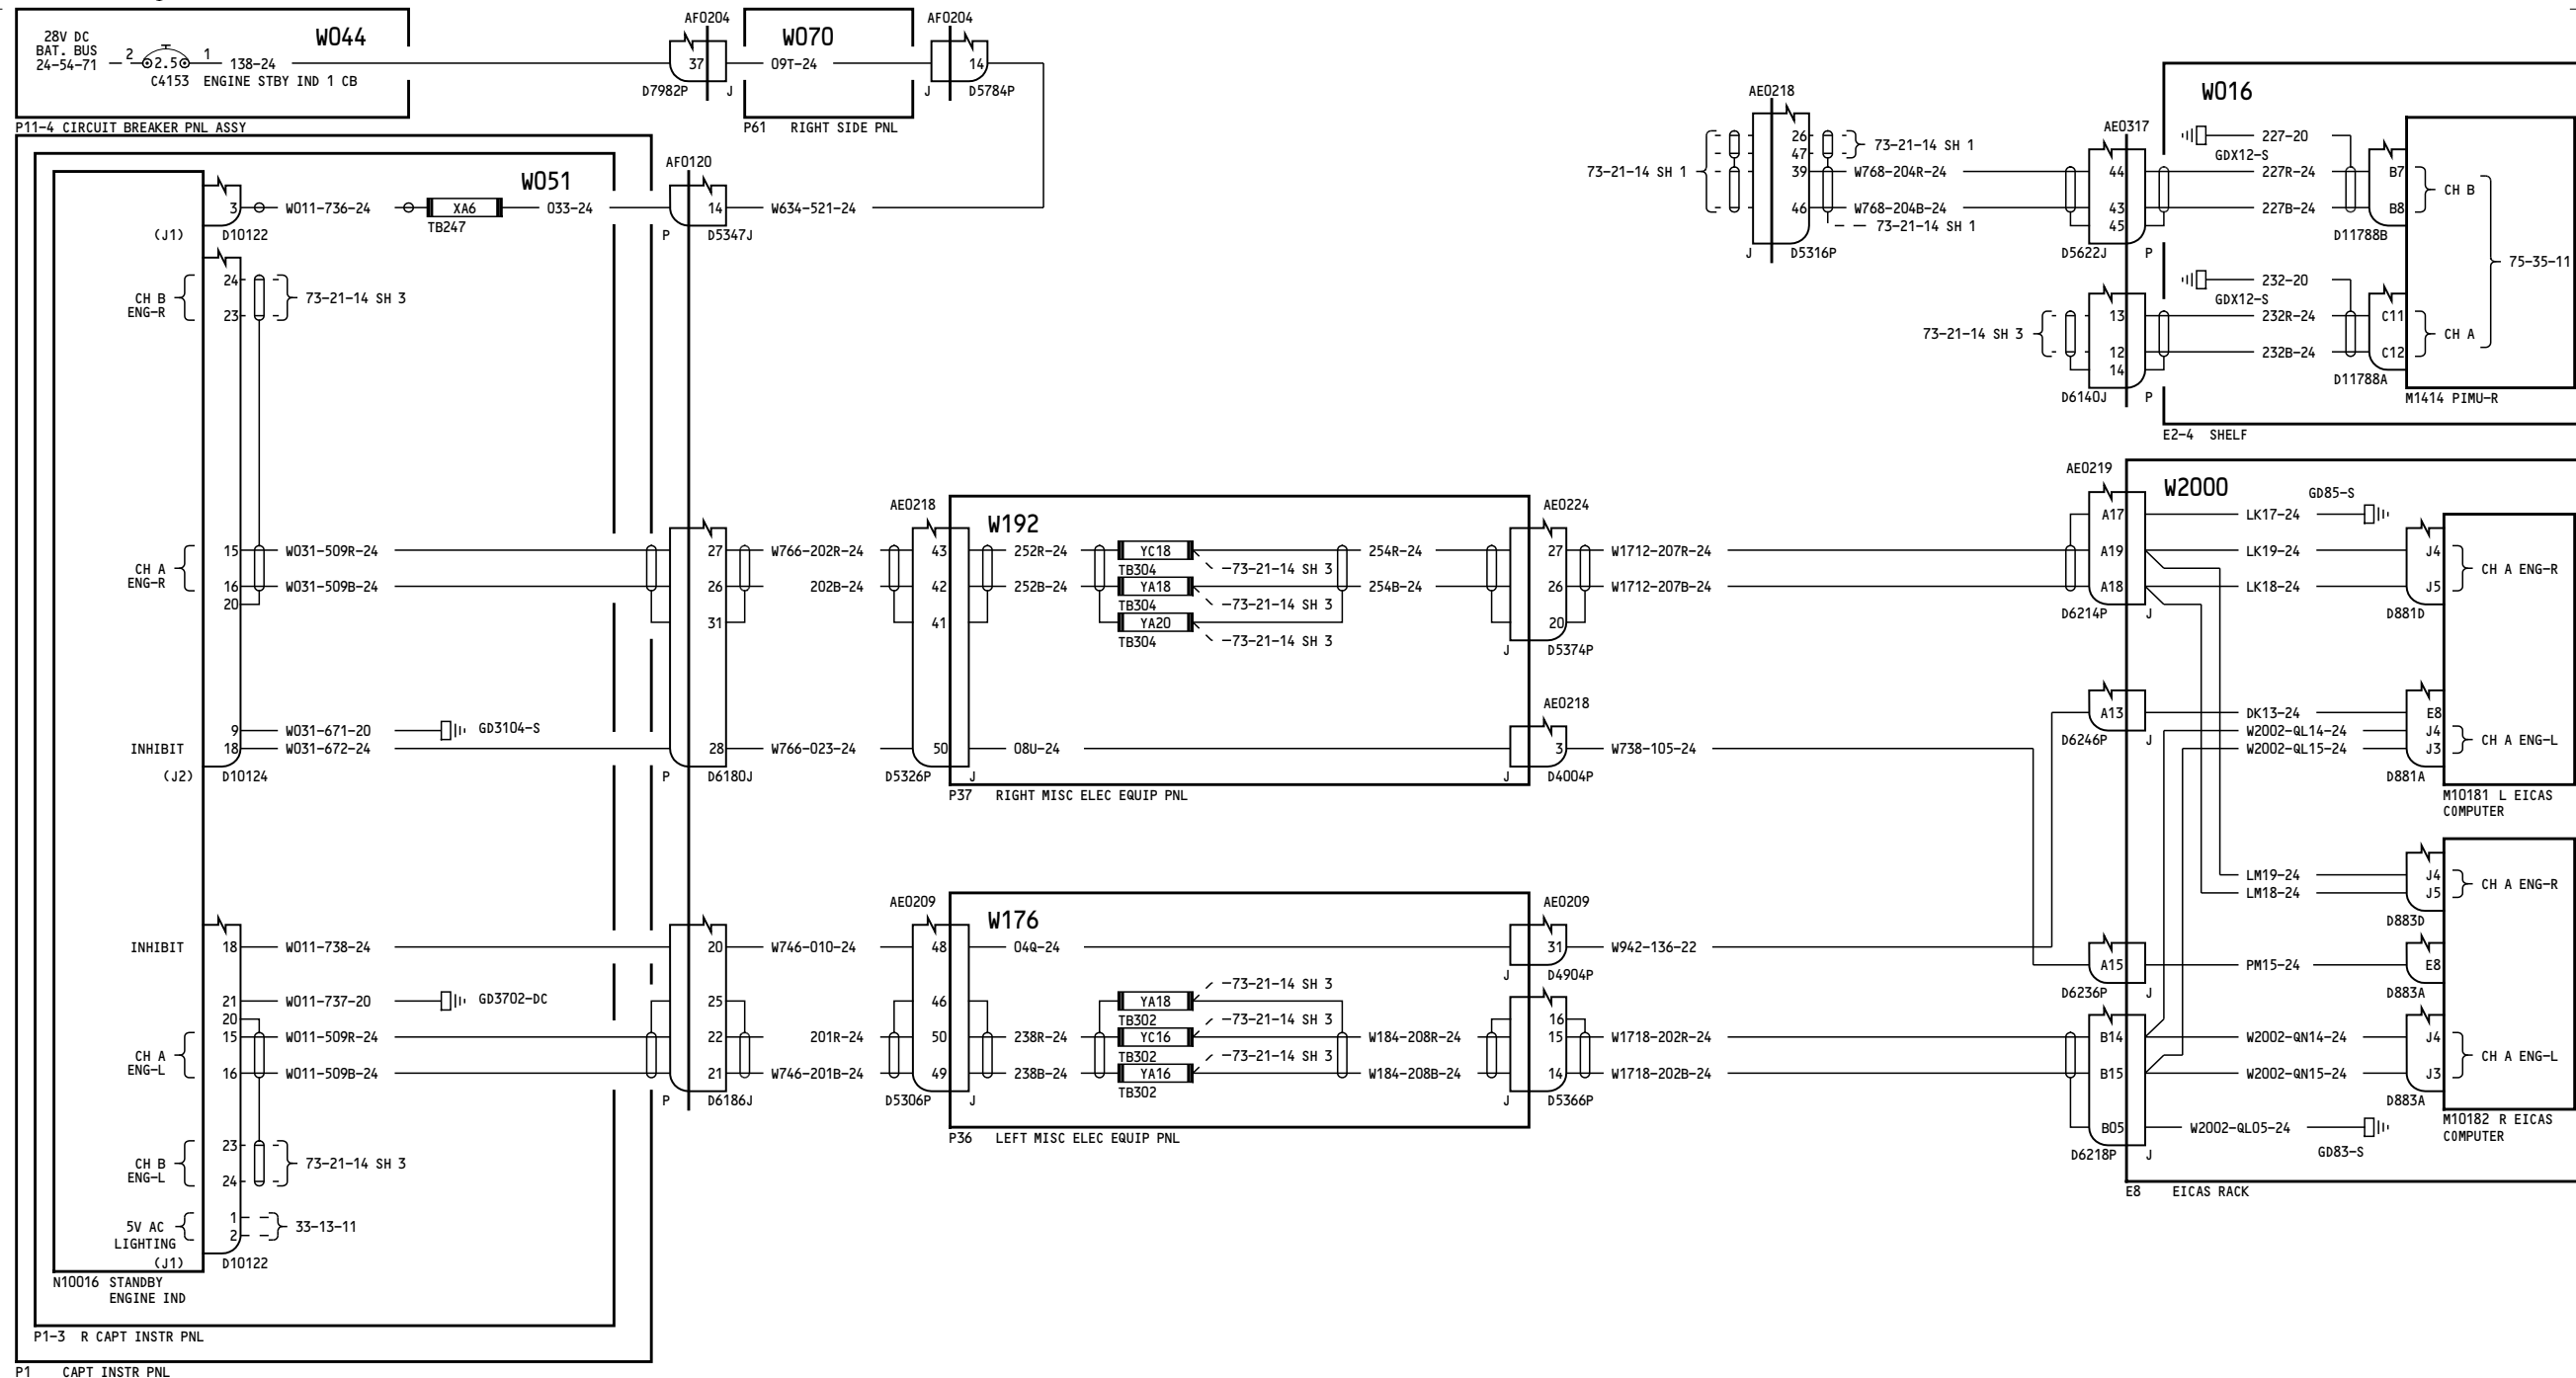 28V DC
BAT. BUS
24-54-71
2
2.5
1
138-24
C4153 ENGINE STBY IND 1 CB
W044
P11-4 CIRCUIT BREAKER PNL ASSY
AF0204
37
D7982P
J
W070
09T-24
P61 RIGHT SIDE PNL
AF0204
14
J
D5784P
W051
3
W011-736-24
XA6
TB247
033-24
(J1)
D10122
AF0120
14
W634-521-24
P
D5347J
24
CH B
ENG-R
23
73-21-14 SH 3
15
CH A
ENG-R
16
20
W031-509R-24
W031-509B-24
9
W031-671-20
GD3104-S
INHIBIT
18
W031-672-24
(J2)
D10124
27
26
31
28
P
D6180J
W766-202R-24
202B-24
W766-023-24
AE0218
43
42
41
50
D5326P
J
W192
252R-24
252B-24
YC18
TB304
-73-21-14 SH 3
YA18
TB304
-73-21-14 SH 3
YA20
TB304
-73-21-14 SH 3
254R-24
254B-24
08U-24
P37 RIGHT MISC ELEC EQUIP PNL
AE0224
27
26
20
J
D5374P
W1712-207R-24
W1712-207B-24
AE0218
3
J
D4004P
W738-105-24
INHIBIT
18
W011-738-24
21
W011-737-20
GD3702-DC
20
15
W011-509R-24
CH A
ENG-L
16
W011-509B-24
23
CH B
ENG-L
24
73-21-14 SH 3
5V AC
LIGHTING
1
2
33-13-11
(J1)
D10122
N10016 STANDBY
ENGINE IND
P1-3 R CAPT INSTR PNL
P1 CAPT INSTR PNL
20
25
22
21
P
D6186J
W746-010-24
201R-24
W746-201B-24
AE0209
48
46
50
49
D5306P
J
W176
04Q-24
238R-24
238B-24
YA18
TB302
-73-21-14 SH 3
YC16
TB302
-73-21-14 SH 3
YA16
TB302
-73-21-14 SH 3
W184-208R-24
W184-208B-24
P36 LEFT MISC ELEC EQUIP PNL
AE0209
31
J
D4904P
W942-136-22
16
15
14
J
D5366P
W1718-202R-24
W1718-202B-24
AE0218
73-21-14 SH 1
26
47
39
46
73-21-14 SH 1
W768-204R-24
W768-204B-24
73-21-14 SH 1
J
D5316P
AE0317
44
43
45
D5622J
P
73-21-14 SH 3
13
12
14
D6140J
P
W016
227-20
GDX12-S
227R-24
227B-24
B7
B8
CH B
D11788B
232-20
GDX12-S
232R-24
232B-24
C11
C12
CH A
D11788A
75-35-11
M1414 PIMU-R
E2-4 SHELF
AE0219
W2000
A17
A19
A18
D6214P
J
LK17-24
GD85-S
LK19-24
LK18-24
J4
J5
CH A ENG-R
D881D
A13
D6246P
J
DK13-24
W2002-QL14-24
W2002-QL15-24
E8
J4
J3
CH A ENG-L
D881A
M10181 L EICAS
COMPUTER
LM19-24
LM18-24
J4
J5
CH A ENG-R
D883D
A15
D6236P
J
PM15-24
E8
D883A
B14
B15
B05
D6218P
J
W2002-QN14-24
W2002-QN15-24
J4
J3
CH A ENG-L
D883A
W2002-QL05-24
GD83-S
M10182 R EICAS
COMPUTER
E8 EICAS RACK